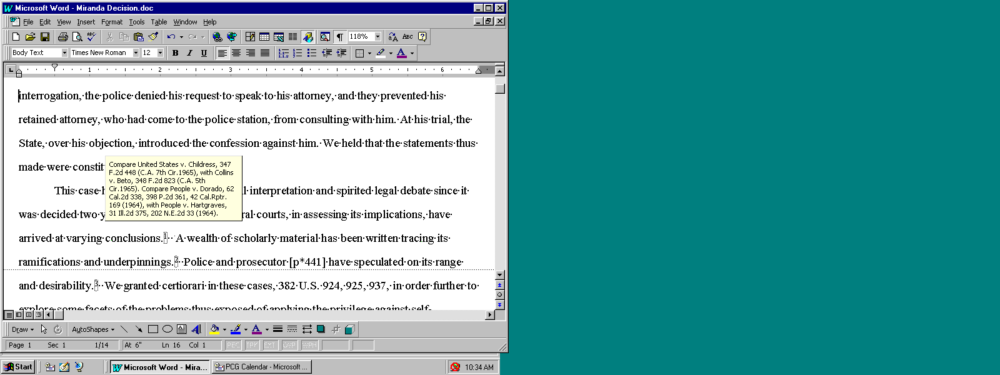 Microsoft Word - Miranda Decision.doc
File Edit View Insert Format Tools Table Window Help
118%
Body Text Times New Roman 12 B I U
1 2 3 4 5 6
interrogation, the police denied his request to speak to his attorney, and they prevented his
retained attorney, who had come to the police station, from consulting with him. At his trial, the
State, over his objection, introduced the confession against him. We held that the statements thus
made were constit
This case h l interpretation and spirited legal debate since it
was decided two y ral courts, in assessing its implications, have
arrived at varying conclusions.1 A wealth of scholarly material has been written tracing its
ramifications and underpinnings.2 Police and prosecutor [p*441] have speculated on its range
and desirability.3 We granted certiorari in these cases, 382 U.S. 924, 925, 937, in order further to
explore some facets of the problems thus exposed of applying the privilege against self-
Compare United States v. Childress, 347
F.2d 448 (C.A. 7th Cir.1965), with Collins
v. Beto, 348 F.2d 823 (C.A. 5th
Cir.1965). Compare People v. Dorado, 62
Cal.2d 338, 398 P.2d 361, 42 Cal.Rptr.
169 (1964), with People v. Hartgraves,
31 Ill.2d 375, 202 N.E.2d 33 (1964).
Draw AutoShapes
Page 1 Sec 1 1/14 At 6" Ln 16 Col 1 REC TRK EXT OVR WPH
Start Microsoft Word - Mira... PCG Calendar - Microsoft ... 10:34 AM